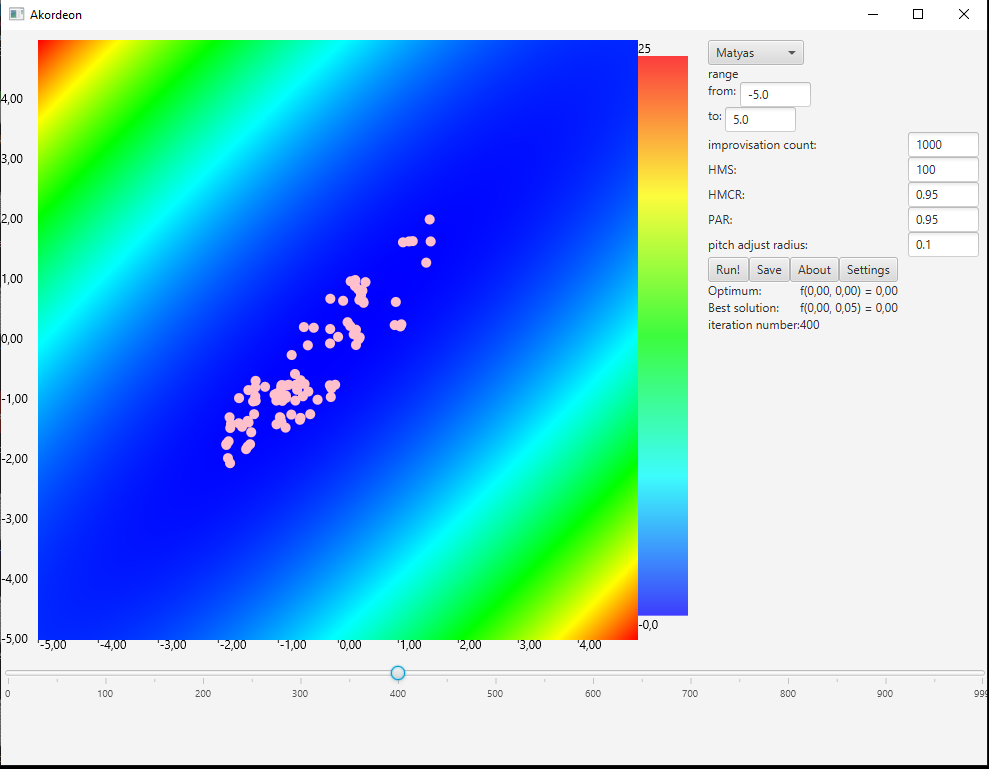 Akordeon
25
4,00
3,00
2,00
1,00
0,00
-1,00
-2,00
-3,00
-4,00
-5,00
-0,0
'-5,00 '-4,00 '-3,00 '-2,00 '-1,00 '0,00 '1,00 '2,00 '3,00 '4,00
Matyas
range
from: -5.0
to: 5.0
improvisation count: 1000
HMS: 100
HMCR: 0.95
PAR: 0.95
pitch adjust radius: 0.1
Run! Save About Settings
Optimum: f(0,00, 0,00) = 0,00
Best solution: f(0,00, 0,05) = 0,00
iteration number:400
0 100 200 300 400 500 600 700 800 900 999